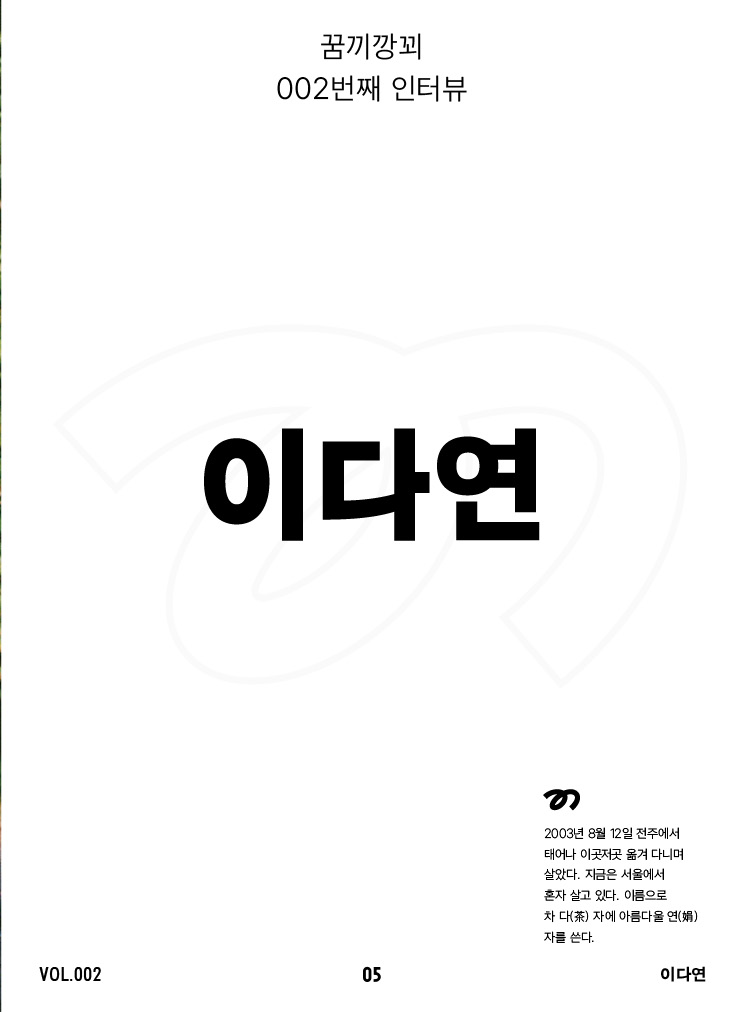 꿈끼깡꾀
002번째 인터뷰
이다연
2003년 8월 12일 전주에서
태어나 이곳저곳 옮겨 다니며
살았다. 지금은 서울에서
혼자 살고 있다. 이름으로
차 다(茶) 자에 아름다울 연(娟)
자를 쓴다.
VOL.002
05
이다연